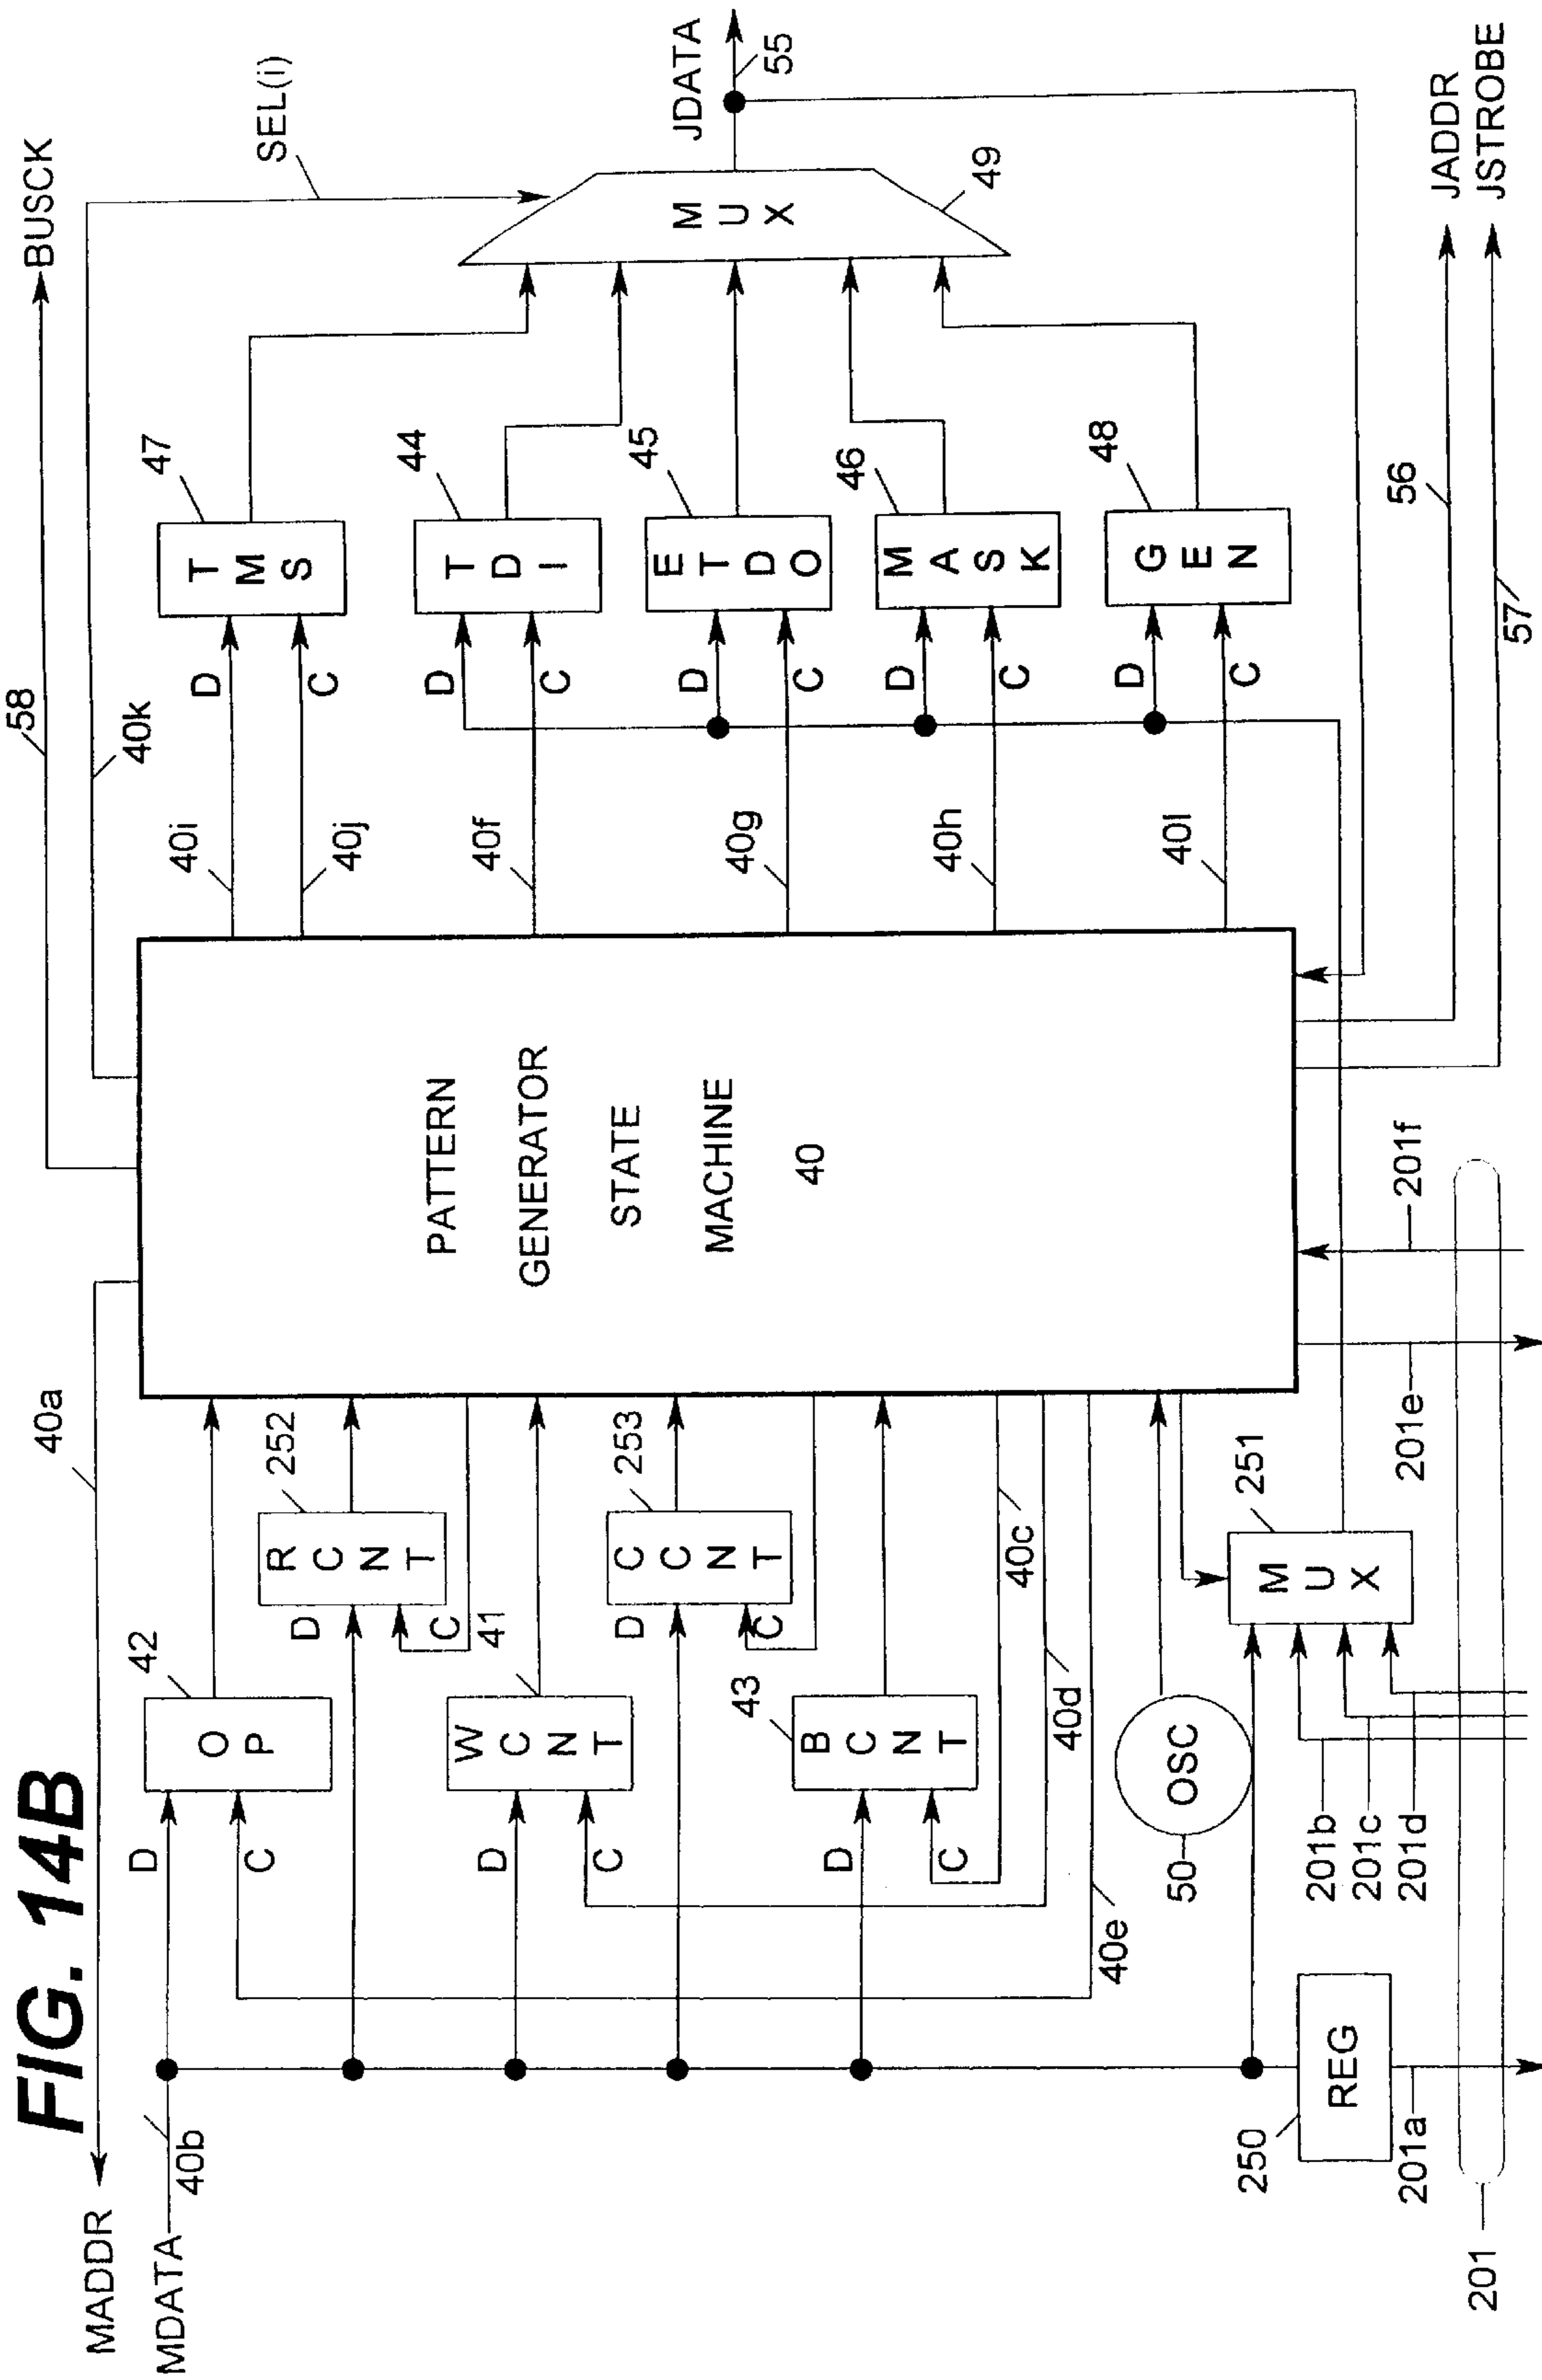 FIG. 14B
MADDR
40a
58
BUSCK
MDATA
40b
40k
SEL(i)
42
O P
D
C
252
R C N T
D
C
41
W C N T
D
C
253
C C N T
D
C
43
B C N T
D
C
40c
40d
40e
50
OSC
251
M U X
201b
201c
201d
250
REG
201a
201
201e
201f
PATTERN
GENERATOR
STATE
MACHINE
40
40i
40j
40f
40g
40h
40l
D
C
47
T M S
D
C
44
T D I
D
C
45
E T D O
D
C
46
M A S K
D
C
48
G E N
M U X
49
JDATA
55
56
57
JADDR
JSTROBE